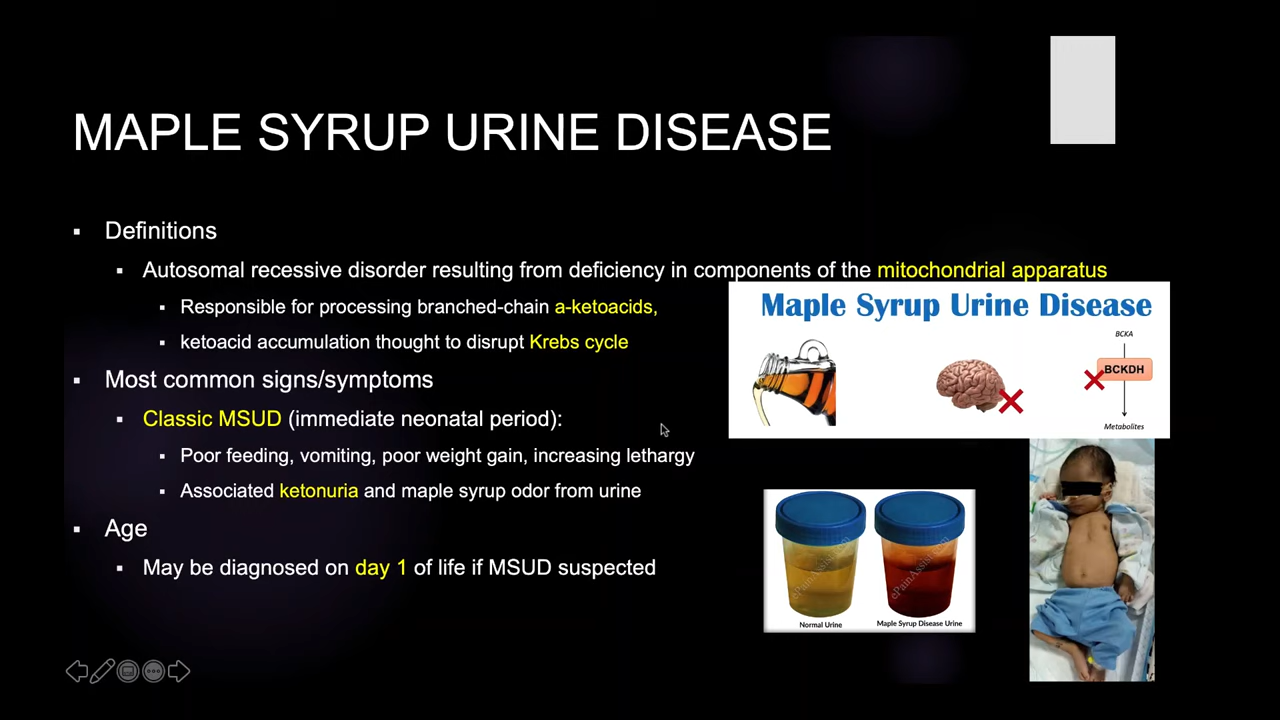 MAPLE SYRUP URINE DISEASE
Definitions
Autosomal recessive disorder resulting from deficiency in components of the mitochondrial apparatus
Responsible for processing branched-chain a-ketoacids,
ketoacid accumulation thought to disrupt Krebs cycle
Most common signs/symptoms
Classic MSUD (immediate neonatal period):
Poor feeding, vomiting, poor weight gain, increasing lethargy
Associated ketonuria and maple syrup odor from urine
Age
May be diagnosed on day 1 of life if MSUD suspected
Maple Syrup Urine Disease
BCKA
BCKDH
Metabolites
ePainAssist.com
ePainAssist.com
Normal Urine
Maple Syrup Disease Urine